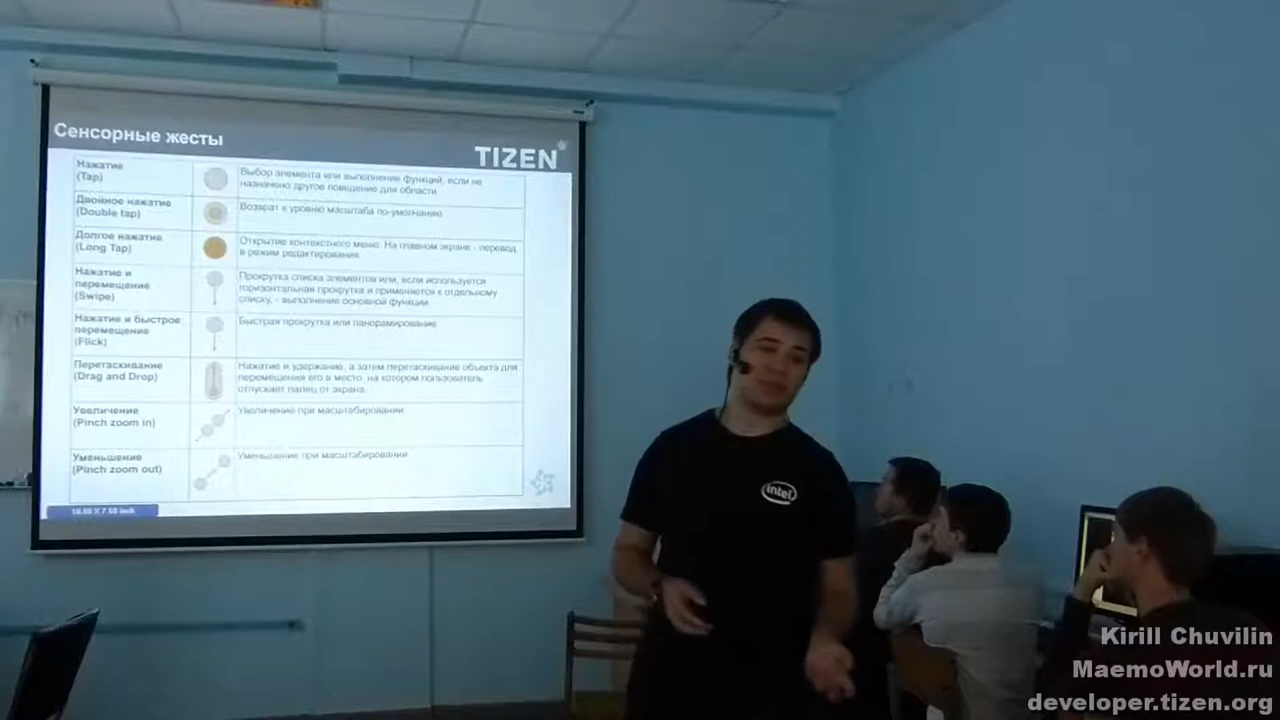 Сенсорные жесты
TIZEN
Нажатие
(Tap)
Выбор элемента или выполнение функций, если не
назначено другое поведение для области.
Двойное нажатие
(Double tap)
Возврат к уровню масштаба по-умолчанию.
Долгое нажатие
(Long Tap)
Открытие контекстного меню. На главном экране - перевод
в режим редактирования.
Нажатие и
перемещение
(Swipe)
Прокрутка списка элементов или, если используется
горизонтальная прокрутка и применяется к отдельному
списку, - выполнение основной функции.
Нажатие и быстрое
перемещение
(Flick)
Быстрая прокрутка или панорамирование.
Перетаскивание
(Drag and Drop)
Нажатие и удержание, а затем перетаскивание объекта для
перемещения его в место, на котором пользователь
отпускает палец от экрана.
Увеличение
(Pinch zoom in)
Увеличение при масштабировании.
Уменьшение
(Pinch zoom out)
Уменьшение при масштабировании.
10.00 X 7.50 inch
intel
Kirill Chuvilin
MaemoWorld.ru
developer.tizen.org